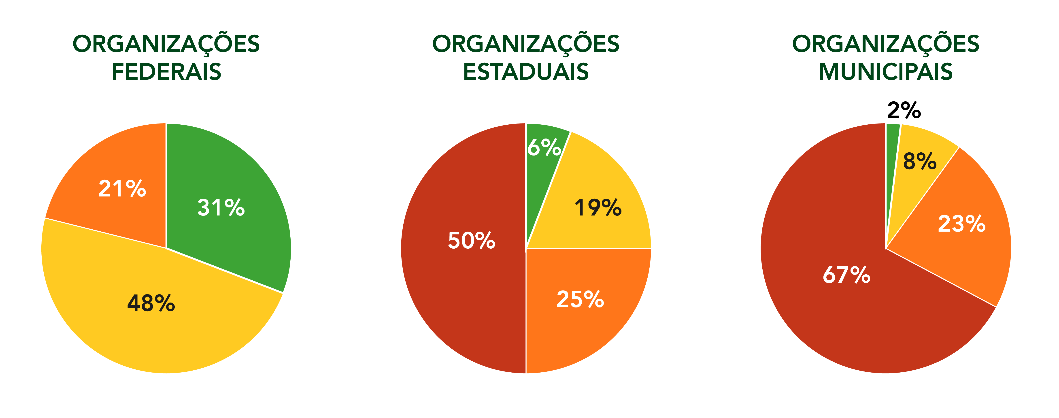 ORGANIZAÇÕES
FEDERAIS
31%
48%
21%
ORGANIZAÇÕES
ESTADUAIS
6%
19%
25%
50%
ORGANIZAÇÕES
MUNICIPAIS
2%
8%
23%
67%